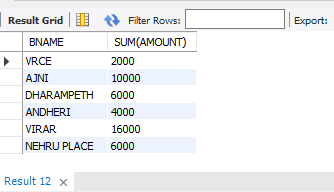 Result Grid Filter Rows: Export:
BNAME SUM(AMOUNT)
VRCE 2000
AJNI 10000
DHARAMPETH 6000
ANDHERI 4000
VIRAR 16000
NEHRU PLACE 6000
Result 12 ×